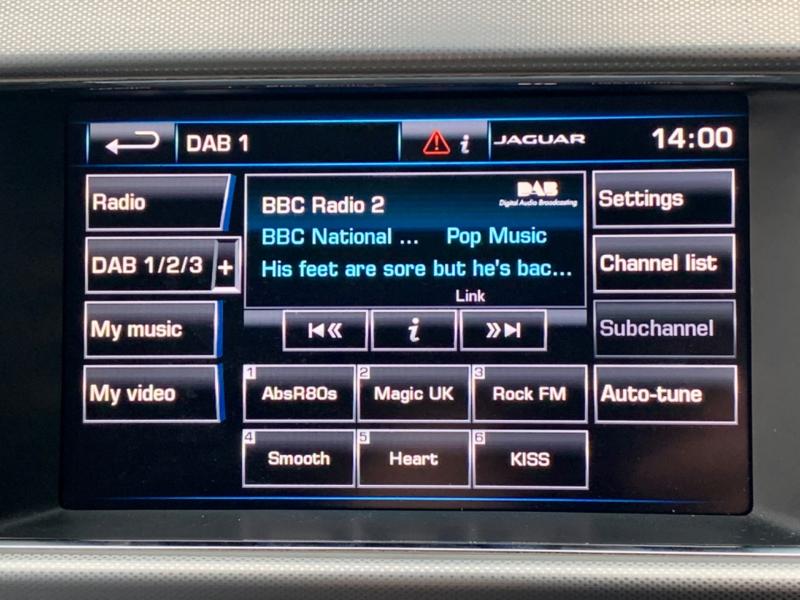 DAB 1
i
JAGUAR
14:00
Radio
DAB 1/2/3 +
My music
My video
BBC Radio 2
DAB
Digital Audio Broadcasting
BBC National ... Pop Music
His feet are sore but he's bac...
Link
i
1 AbsR80s
2 Magic UK
3 Rock FM
4 Smooth
5 Heart
6 KISS
Settings
Channel list
Subchannel
Auto-tune